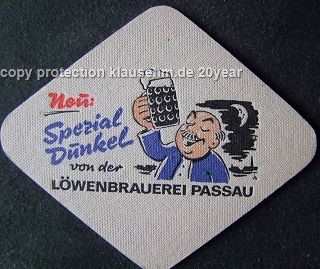 copy protection klausehm.de 20year
Neu:
Spezial
Dunkel
von der
LÖWENBRAUEREI PASSAU